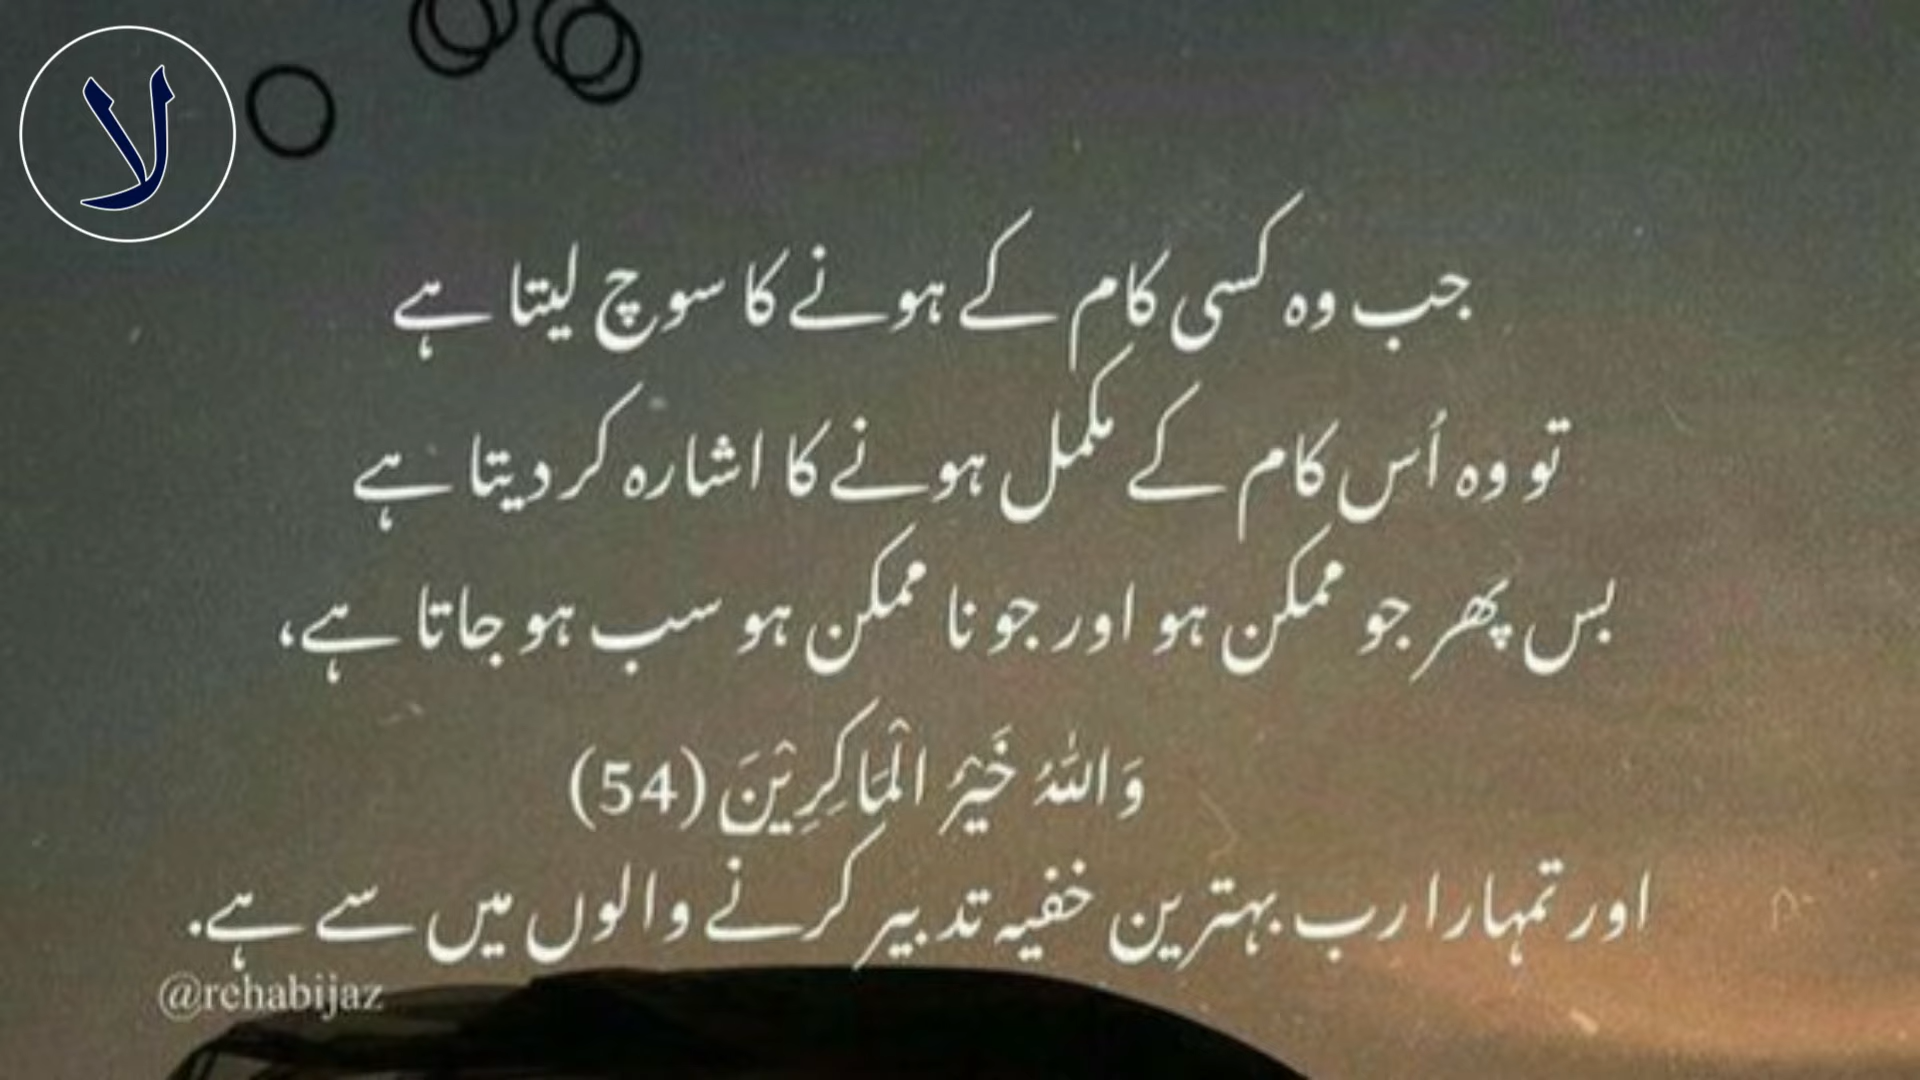 لا
جب وہ کسی کام کے ہونے کا سوچ لیتا ہے
تو وہ اُس کام کے مکمل ہونے کا اشارہ کر دیتا ہے
بس پھر جو ممکن ہو اور جو نا ممکن ہو سب ہو جاتا ہے،
وَاللّٰهُ خَيْرُ الْمَاكِرِيْنَ (54)
اور تمہارا رب بہترین خفیہ تدبیر کرنے والوں میں سے ہے.
@rehabijaz